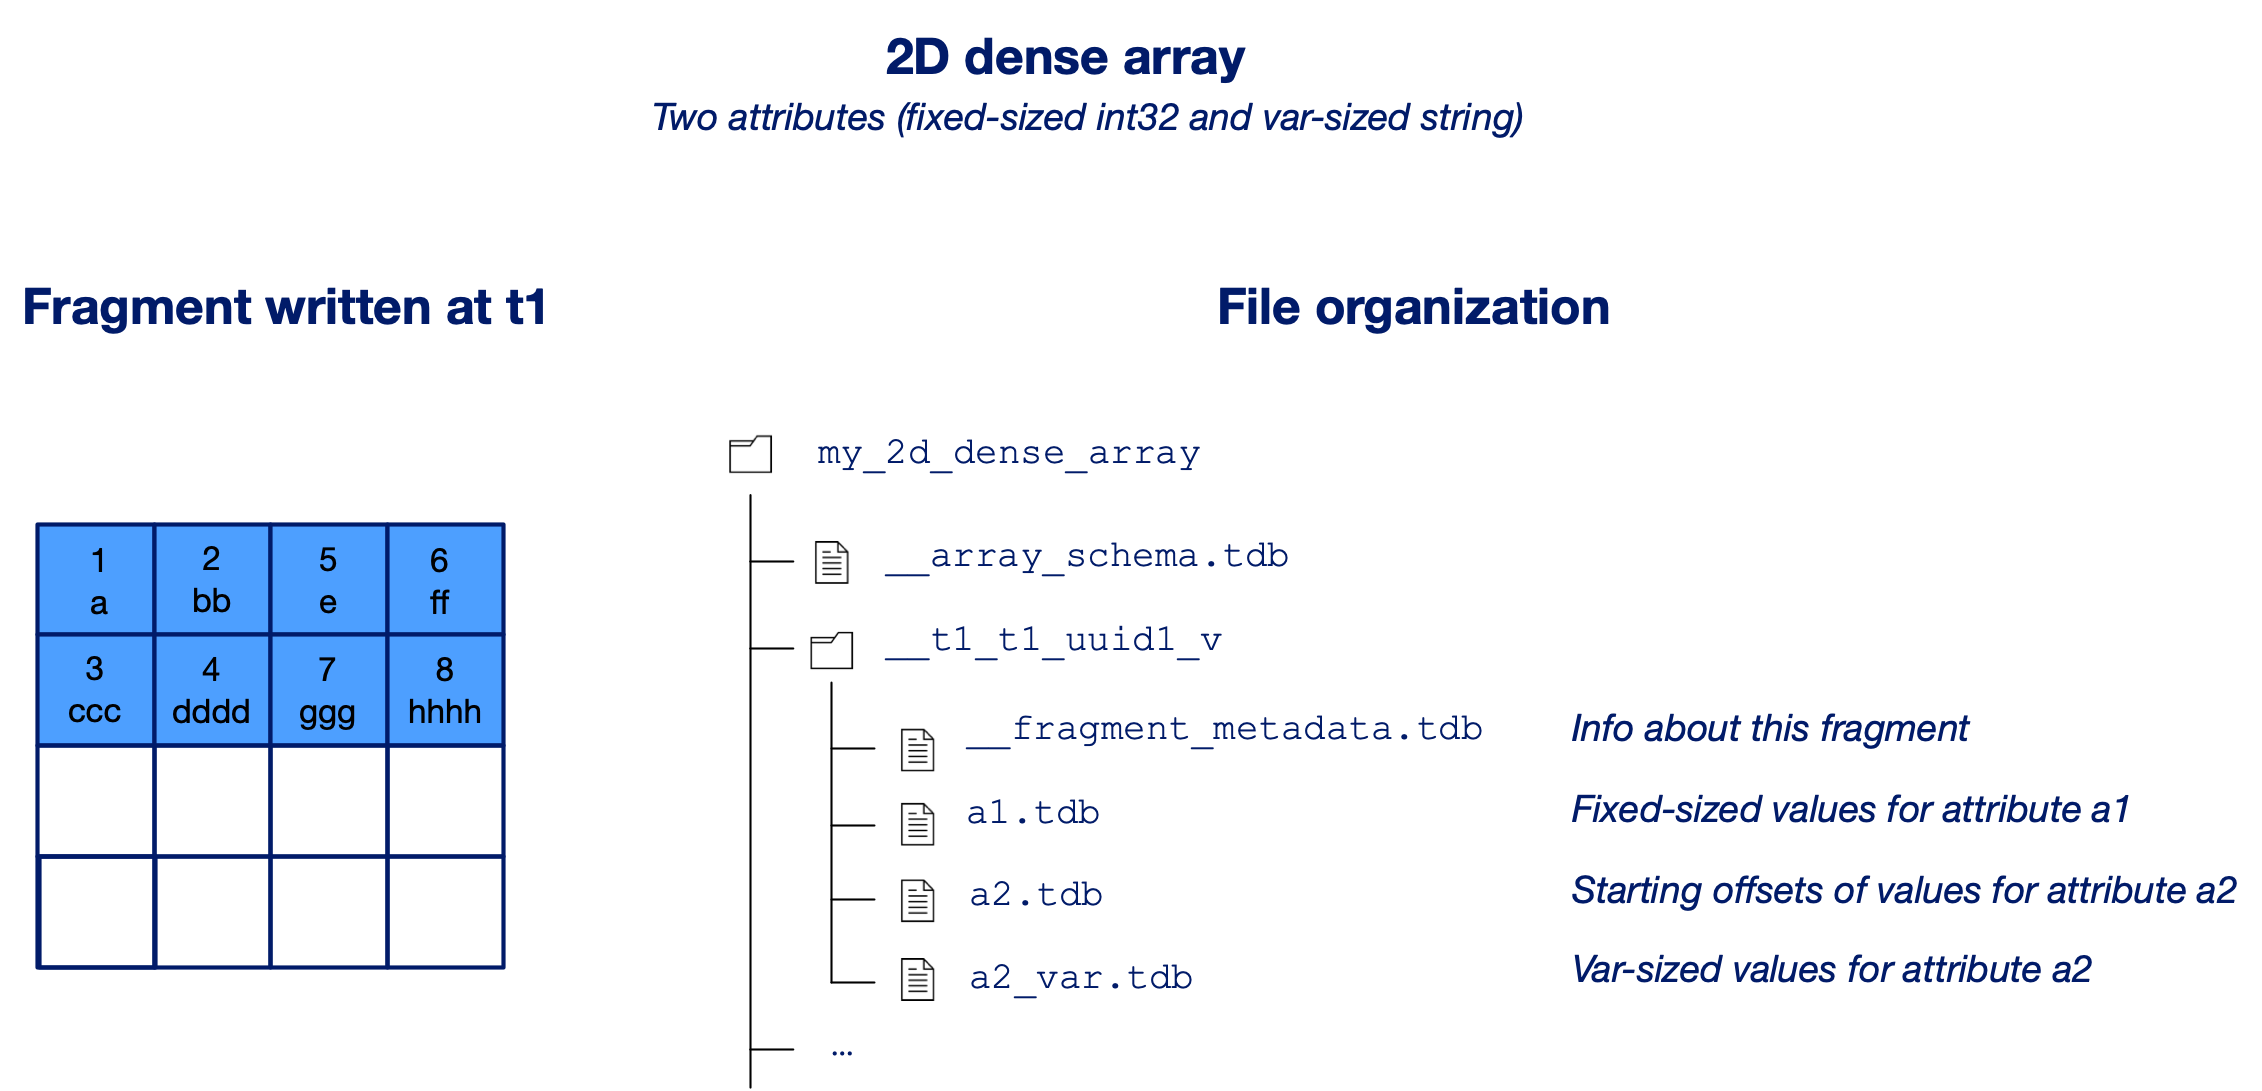 2D dense array
Two attributes (fixed-sized int32 and var-sized string)
Fragment written at t1
File organization
1 2 5 6
a bb e ff
3 4 7 8
ccc dddd ggg hhhh
my_2d_dense_array
__array_schema.tdb
__t1_t1_uuid1_v
__fragment_metadata.tdb Info about this fragment
a1.tdb Fixed-sized values for attribute a1
a2.tdb Starting offsets of values for attribute a2
a2_var.tdb Var-sized values for attribute a2
…